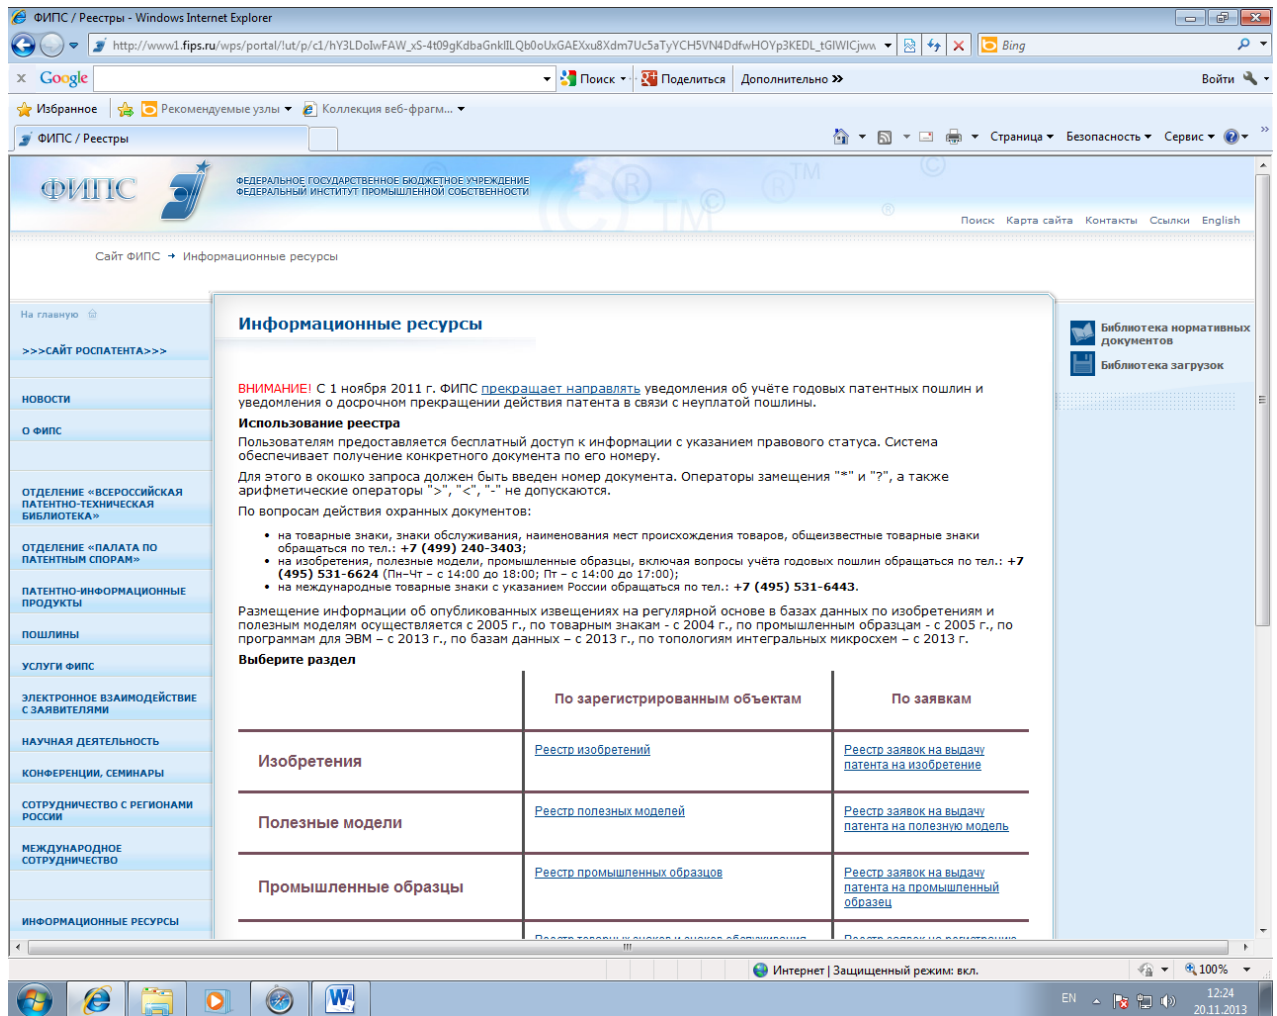 ФИПС / Реестры - Windows Internet Explorer
Bing
x Google
Поиск
Поделиться
Дополнительно »
Войти
Избранное
Рекомендуемые узлы
Коллекция веб-фрагм...
ФИПС / Реестры
Страница
Безопасность
Сервис
ФИПС
ФЕДЕРАЛЬНОЕ ГОСУДАРСТВЕННОЕ БЮДЖЕТНОЕ УЧРЕЖДЕНИЕ
ФЕДЕРАЛЬНЫЙ ИНСТИТУТ ПРОМЫШЛЕННОЙ СОБСТВЕННОСТИ
Поиск Карта сайта Контакты Ссылки English
Сайт ФИПС → Информационные ресурсы
На главную
>>>САЙТ РОСПАТЕНТА>>>
НОВОСТИ
О ФИПС
ОТДЕЛЕНИЕ «ВСЕРОССИЙСКАЯ
ПАТЕНТНО-ТЕХНИЧЕСКАЯ
БИБЛИОТЕКА»
ОТДЕЛЕНИЕ «ПАЛАТА ПО
ПАТЕНТНЫМ СПОРАМ»
ПАТЕНТНО-ИНФОРМАЦИОННЫЕ
ПРОДУКТЫ
ПОШЛИНЫ
УСЛУГИ ФИПС
ЭЛЕКТРОННОЕ ВЗАИМОДЕЙСТВИЕ
С ЗАЯВИТЕЛЯМИ
НАУЧНАЯ ДЕЯТЕЛЬНОСТЬ
КОНФЕРЕНЦИИ, СЕМИНАРЫ
СОТРУДНИЧЕСТВО С РЕГИОНАМИ
РОССИИ
МЕЖДУНАРОДНОЕ
СОТРУДНИЧЕСТВО
ИНФОРМАЦИОННЫЕ РЕСУРСЫ
Информационные ресурсы
ВНИМАНИЕ! С 1 ноября 2011 г. ФИПС прекращает направлять уведомления об учёте годовых патентных пошлин и
уведомления о досрочном прекращении действия патента в связи с неуплатой пошлины.
Использование реестра
Пользователям предоставляется бесплатный доступ к информации с указанием правового статуса. Система
обеспечивает получение конкретного документа по его номеру.
Для этого в окошко запроса должен быть введен номер документа. Операторы замещения "*" и "?", а также
арифметические операторы ">", "<", "-" не допускаются.
По вопросам действия охранных документов:
• на товарные знаки, знаки обслуживания, наименования мест происхождения товаров, общеизвестные товарные знаки
обращаться по тел.: +7 (499) 240-3403;
• на изобретения, полезные модели, промышленные образцы, включая вопросы учёта годовых пошлин обращаться по тел.: +7
(495) 531-6624 (Пн-Чт – с 14:00 до 18:00; Пт – с 14:00 до 17:00);
• на международные товарные знаки с указанием России обращаться по тел.: +7 (495) 531-6443.
Размещение информации об опубликованных извещениях на регулярной основе в базах данных по изобретениям и
полезным моделям осуществляется с 2005 г., по товарным знакам - с 2004 г., по промышленным образцам - с 2005 г., по
программам для ЭВМ – с 2013 г., по базам данных – с 2013 г., по топологиям интегральных микросхем – с 2013 г.
Выберите раздел
По зарегистрированным объектам
По заявкам
Изобретения
Реестр изобретений
Реестр заявок на выдачу
патента на изобретение
Полезные модели
Реестр полезных моделей
Реестр заявок на выдачу
патента на полезную модель
Промышленные образцы
Реестр промышленных образцов
Реестр заявок на выдачу
патента на промышленный
образец
Реестр товарных знаков и знаков обслуживания
Реестр заявок на регистрацию
Библиотека нормативных
документов
Библиотека загрузок
Интернет | Защищенный режим: вкл.
100%
EN
12:24
20.11.2013